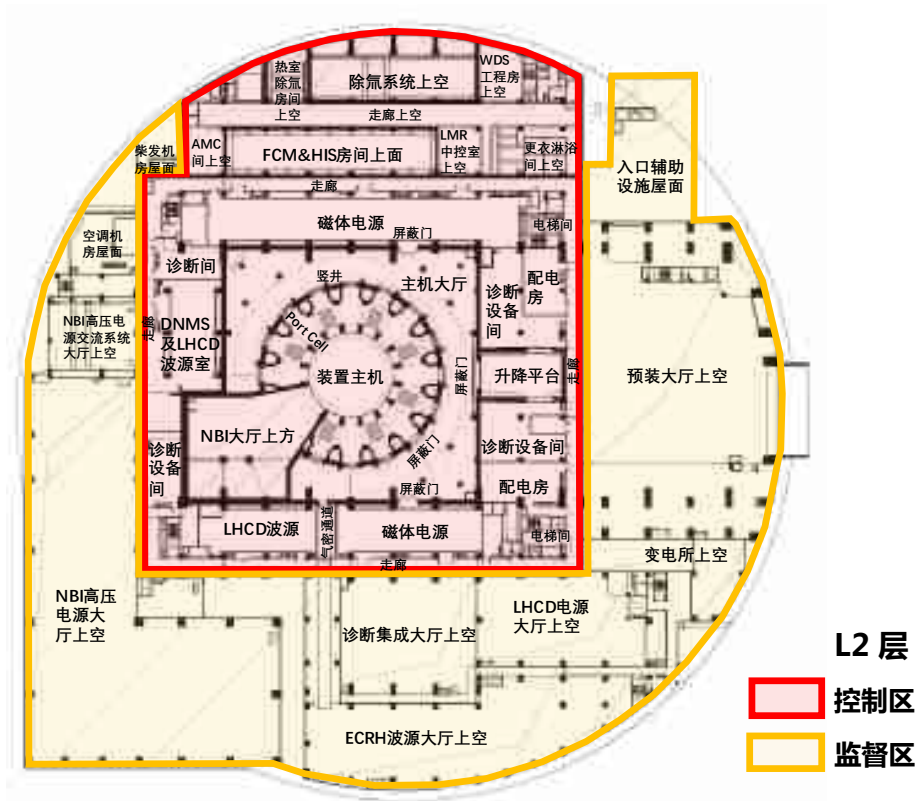 热室
除氚
房间
上空
除氚系统上空
WDS
工程房
上空
走廊上空
柴发机
房屋面
AMC
间上空
FCM&HIS房间上面
LMR
中控室
上空
更衣淋浴
间上空
入口辅助
设施屋面
走廊
磁体电源
屏蔽门
电梯间
空调机
房屋面
诊断间
竖井
主机大厅
诊断
设备
间
配电
房
NBI高压电
源交流系统
大厅上空
走廊
DNMS
及LHCD
波源室
Port Cell
装置主机
屏蔽门
升降平台
走廊
预装大厅上空
NBI大厅上方
诊断
设备
间
屏蔽门
诊断设备间
屏蔽门
配电房
LHCD波源
气密通道
磁体电源
电梯间
走廊
变电所上空
NBI高压
电源大
厅上空
诊断集成大厅上空
LHCD电源
大厅上空
ECRH波源大厅上空
L2 层
控制区
监督区